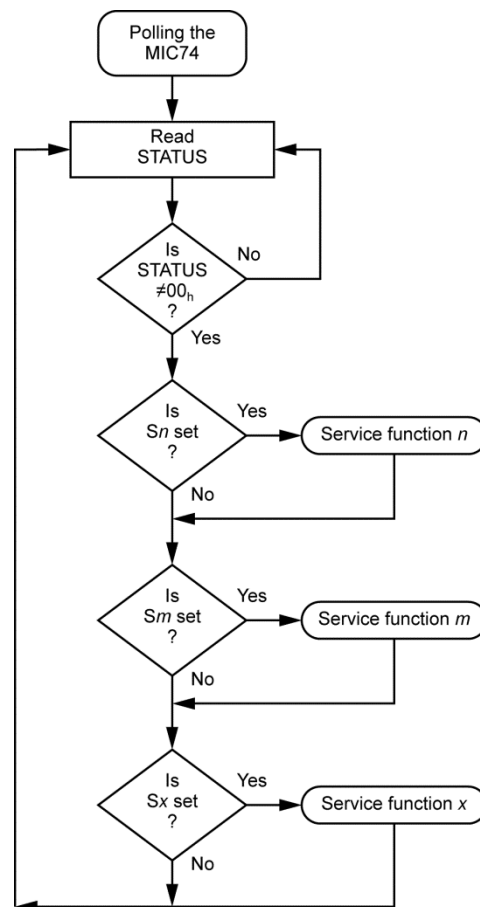 Polling the
MIC74
Read
STATUS
Is
STATUS
≠00h
?
No
Yes
Is
Sn set
?
Yes
Service function n
No
Is
Sm set
?
Yes
Service function m
No
Is
Sx set
?
Yes
Service function x
No